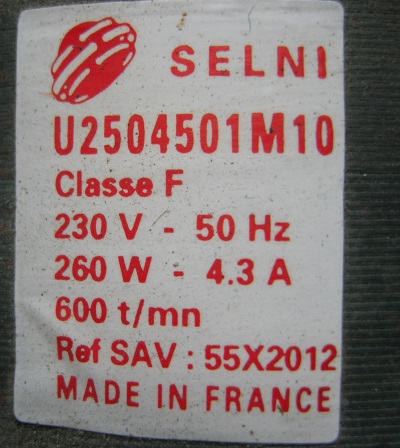 SELNI
U2504501M10
Classe F
230 V - 50 Hz
260 W - 4.3 A
600 t/mn
Ref SAV : 55X2012
MADE IN FRANCE